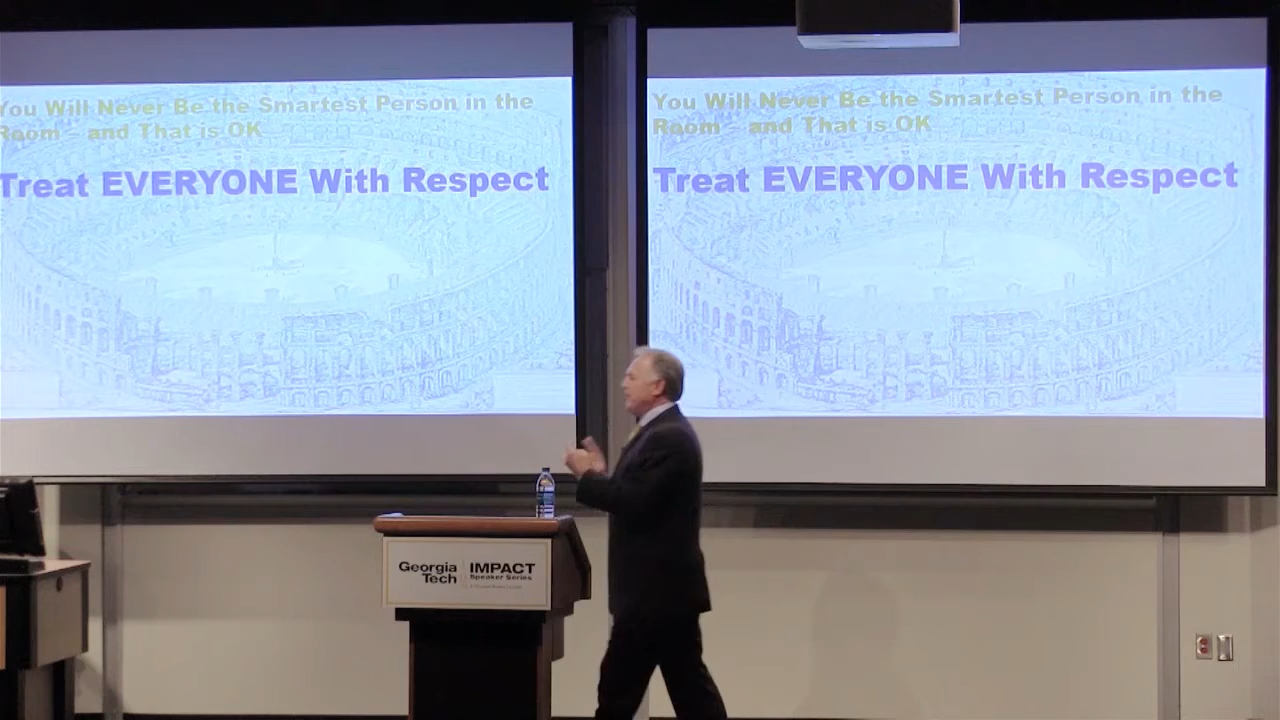 You Will Never Be the Smartest Person in the
Room – and That is OK
Treat EVERYONE With Respect
You Will Never Be the Smartest Person in the
Room – and That is OK
Treat EVERYONE With Respect
Georgia
Tech
IMPACT
Speaker Series